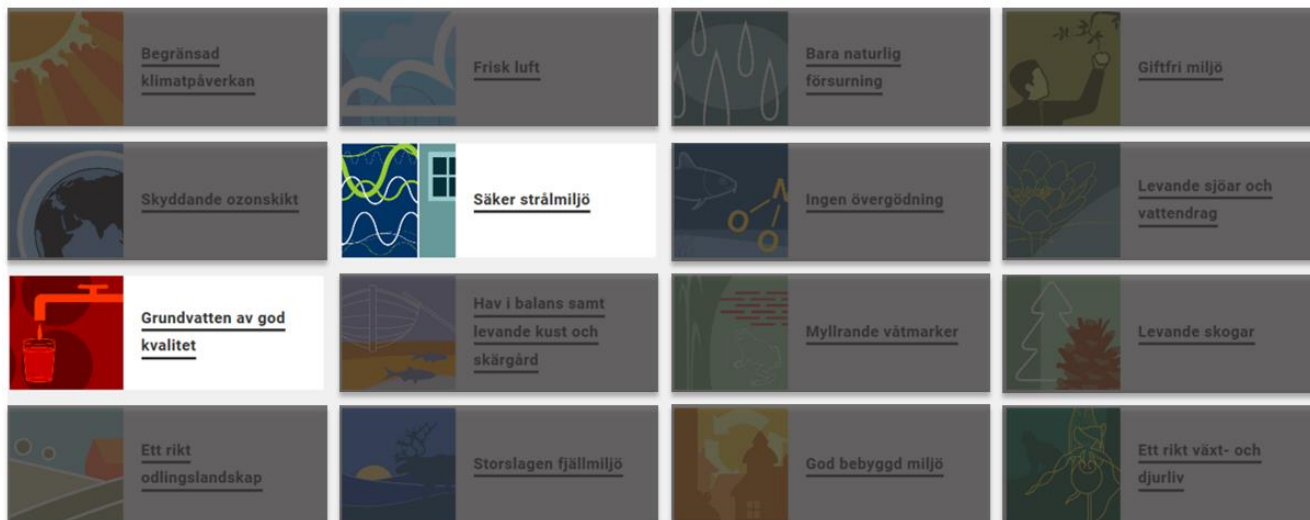 Begränsad
klimatpåverkan
Frisk luft
Bara naturlig
försurning
Giftfri miljö
Skyddande ozonskikt
Säker strålmiljö
Ingen övergödning
Levande sjöar och
vattendrag
Grundvatten av god
kvalitet
Hav i balans samt
levande kust och
skärgård
Myllrande våtmarker
Levande skogar
Ett rikt
odlingslandskap
Storslagen fjällmiljö
God bebyggd miljö
Ett rikt växt- och
djurliv